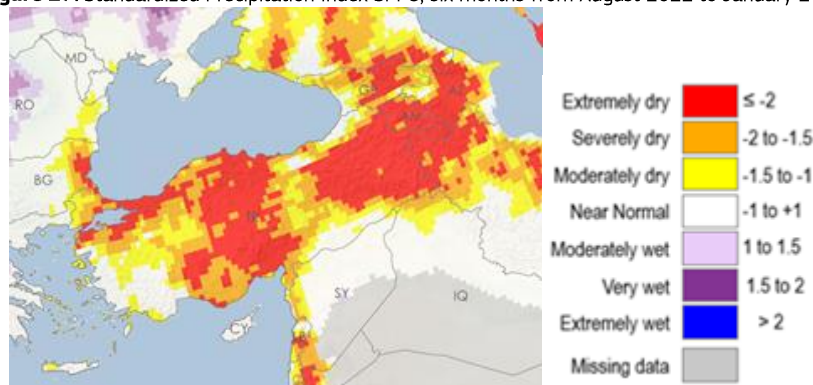 Standardized Precipitation Index SPI-6, six months from August 2022 to January 2
MD
RO
BG
GE
AZ
AM
TR
SY
IQ
CY
Extremely dry ≤ -2
Severely dry -2 to -1.5
Moderately dry -1.5 to -1
Near Normal -1 to +1
Moderately wet 1 to 1.5
Very wet 1.5 to 2
Extremely wet > 2
Missing data